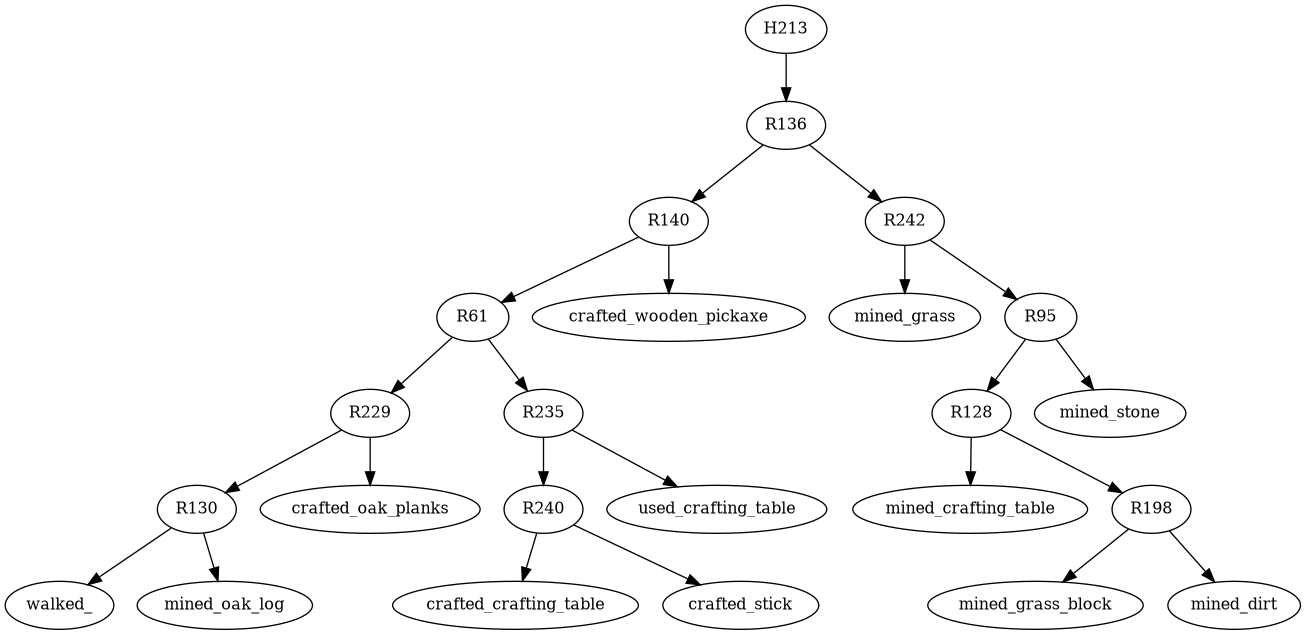 H213
R136
R140
R242
R61
crafted_wooden_pickaxe
mined_grass
R95
R229
R235
R128
mined_stone
R130
crafted_oak_planks
R240
used_crafting_table
mined_crafting_table
R198
walked_
mined_oak_log
crafted_crafting_table
crafted_stick
mined_grass_block
mined_dirt